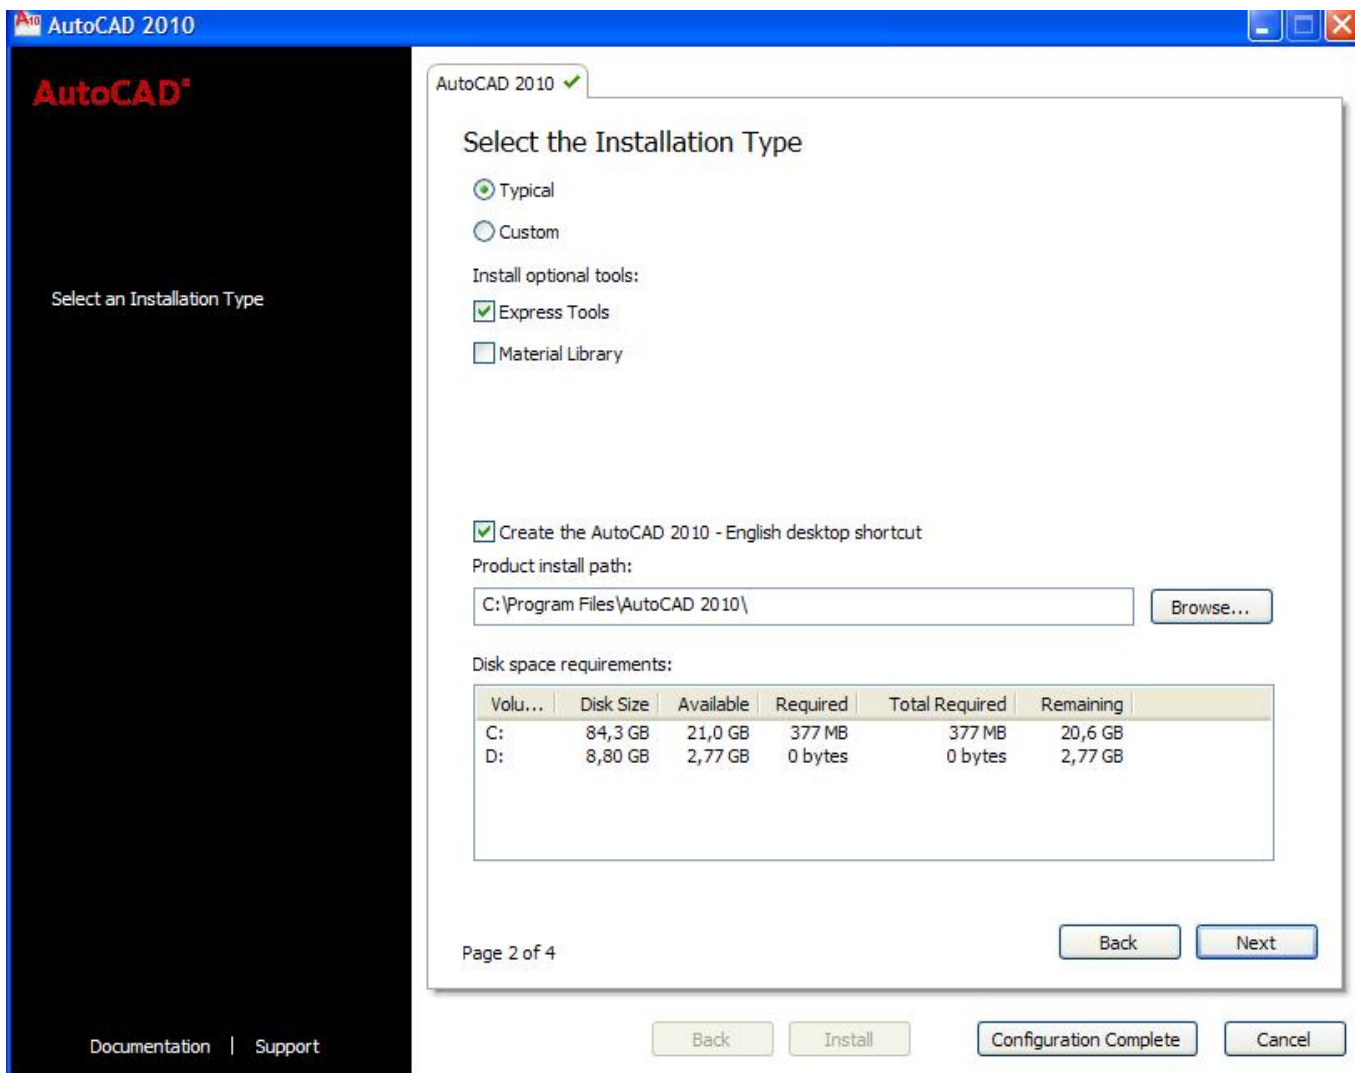 AutoCAD 2010
AutoCAD®
Select an Installation Type
Documentation | Support
AutoCAD 2010
Select the Installation Type
Typical
Custom
Install optional tools:
Express Tools
Material Library
Create the AutoCAD 2010 - English desktop shortcut
Product install path:
C:\Program Files\AutoCAD 2010\ Browse...
Disk space requirements:
Volu... Disk Size Available Required Total Required Remaining
C: 84,3 GB 21,0 GB 377 MB 377 MB 20,6 GB
D: 8,80 GB 2,77 GB 0 bytes 0 bytes 2,77 GB
Page 2 of 4 Back Next
Back Install Configuration Complete Cancel